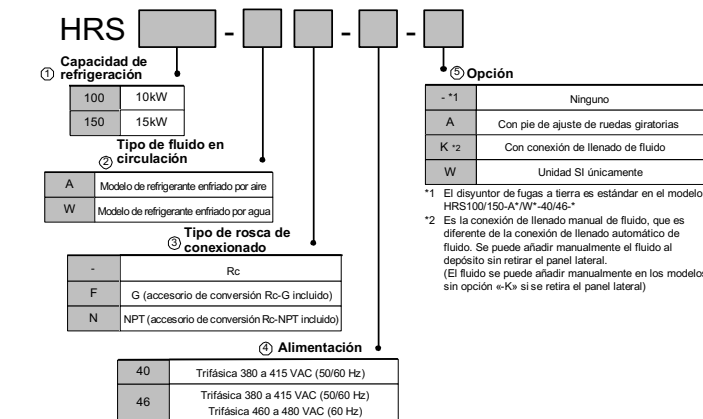 HRS - - -
① Capacidad de
refrigeración
100 10kW
150 15kW
② Tipo de fluido en
circulación
A Modelo de refrigerante enfriado por aire
W Modelo de refrigerante enfriado por agua
③ Tipo de rosca de
conexionado
- Rc
F G (accesorio de conversión Rc-G incluido)
N NPT (accesorio de conversión Rc-NPT incluido)
④ Alimentación
40 Trifásica 380 a 415 VAC (50/60 Hz)
46 Trifásica 380 a 415 VAC (50/60 Hz)
Trifásica 460 a 480 VAC (60 Hz)
⑤ Opción
- *1 Ninguno
A Con pie de ajuste de ruedas giratorias
K *2 Con conexión de llenado de fluido
W Unidad SI únicamente
*1 El disyuntor de fugas a tierra es estándar en el modelo
HRS100/150-A*/W*-40/46-*
*2 Es la conexión de llenado manual de fluido, que es
diferente de la conexión de llenado automático de
fluido. Se puede añadir manualmente el fluido al
depósito sin retirar el panel lateral.
(El fluido se puede añadir manualmente en los modelos
sin opción «-K» si se retira el panel lateral)